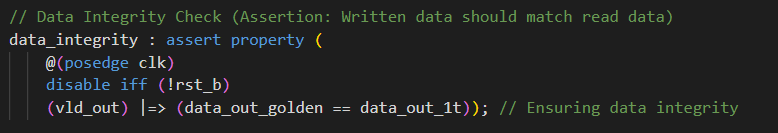 // Data Integrity Check (Assertion: Written data should match read data)
data_integrity : assert property (
    @(posedge clk)
    disable iff (!rst_b)
    (vld_out) |=> (data_out_golden == data_out_1t)); // Ensuring data integrity